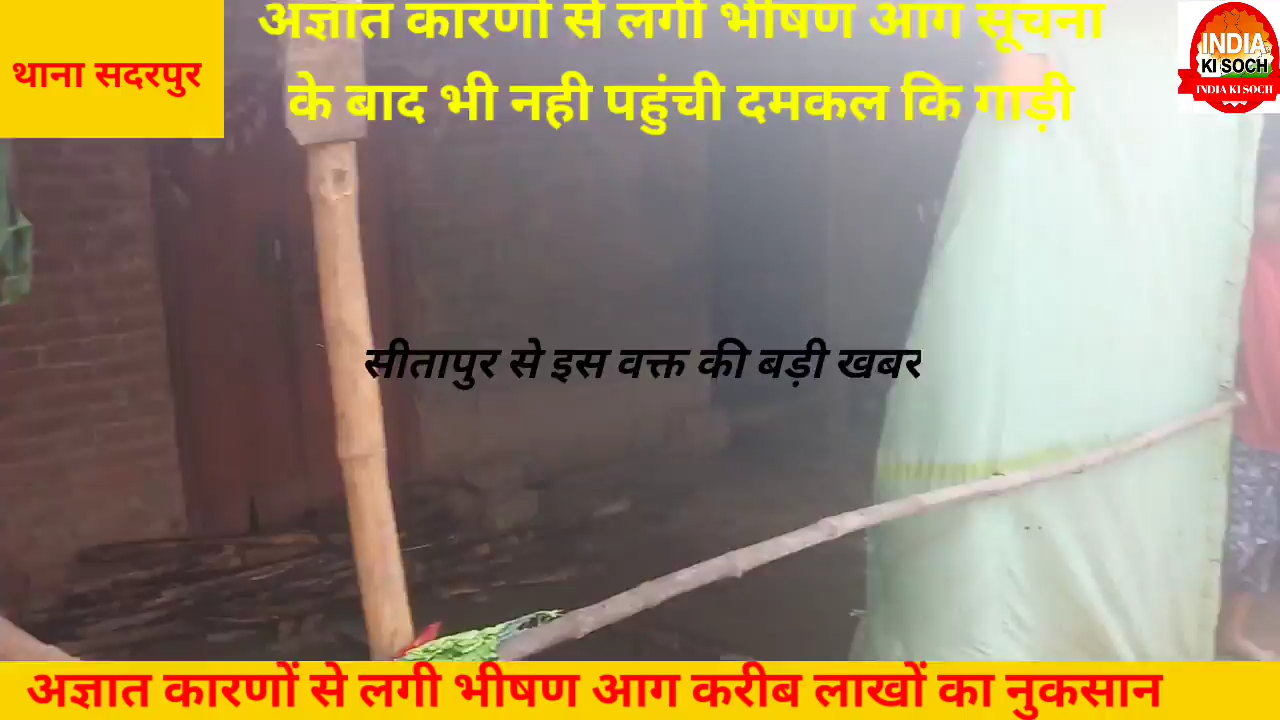 अज्ञात कारणों से लगी भीषण आग सूचना
के बाद भी नही पहुंची दमकल कि गाड़ी
थाना सदरपुर
INDIA
KI SOCH
INDIA KI SOCH
सीतापुर से इस वक्त की बड़ी खबर
अज्ञात कारणों से लगी भीषण आग करीब लाखों का नुकसान